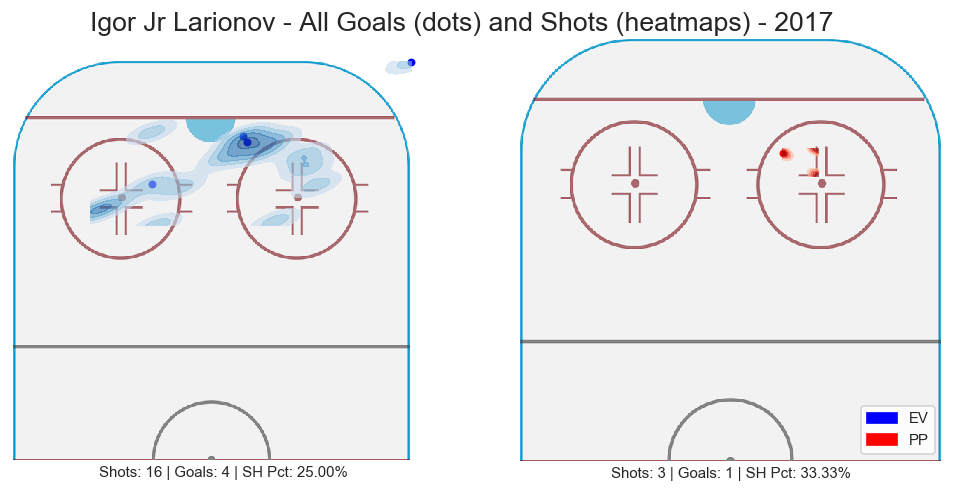 Igor Jr Larionov - All Goals (dots) and Shots (heatmaps) - 2017
EV
PP
Shots: 16 | Goals: 4 | SH Pct: 25.00%
Shots: 3 | Goals: 1 | SH Pct: 33.33%